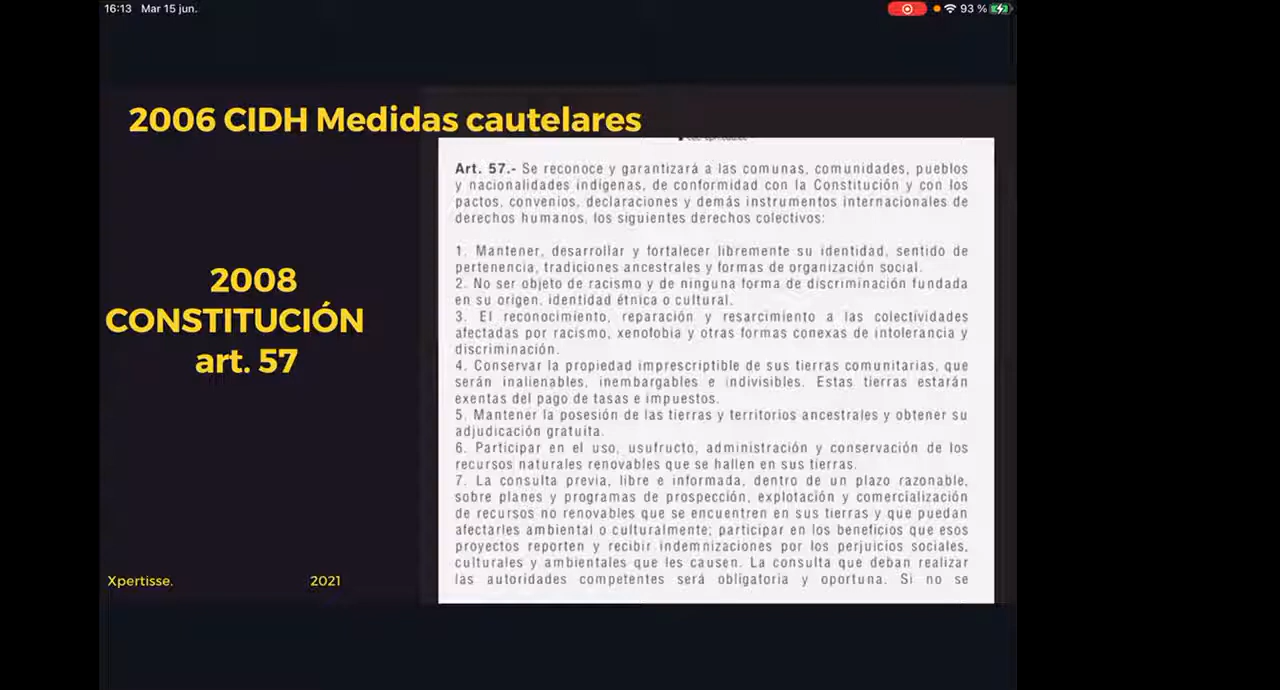 16:13 Mar 15 jun.
93 %
2006 CIDH Medidas cautelares
2008
CONSTITUCIÓN
art. 57
Art. 57.- Se reconoce y garantizará a las comunas, comunidades, pueblos
y nacionalidades indígenas, de conformidad con la Constitución y con los
pactos, convenios, declaraciones y demás instrumentos internacionales de
derechos humanos, los siguientes derechos colectivos:
1. Mantener, desarrollar y fortalecer libremente su identidad, sentido de
pertenencia, tradiciones ancestrales y formas de organización social.
2. No ser objeto de racismo y de ninguna forma de discriminación fundada
en su origen, identidad étnica o cultural.
3. El reconocimiento, reparación y resarcimiento a las colectividades
afectadas por racismo, xenofobia y otras formas conexas de intolerancia y
discriminación.
4. Conservar la propiedad imprescriptible de sus tierras comunitarias, que
serán inalienables, inembargables e indivisibles. Estas tierras estarán
exentas del pago de tasas e impuestos.
5. Mantener la posesión de las tierras y territorios ancestrales y obtener su
adjudicación gratuita.
6. Participar en el uso, usufructo, administración y conservación de los
recursos naturales renovables que se hallen en sus tierras.
7. La consulta previa, libre e informada, dentro de un plazo razonable,
sobre planes y programas de prospección, explotación y comercialización
de recursos no renovables que se encuentren en sus tierras y que puedan
afectarles ambiental o culturalmente; participar en los beneficios que esos
proyectos reporten y recibir indemnizaciones por los perjuicios sociales,
culturales y ambientales que les causen. La consulta que deban realizar
las autoridades competentes será obligatoria y oportuna. Si no se
Xpertisse. 2021